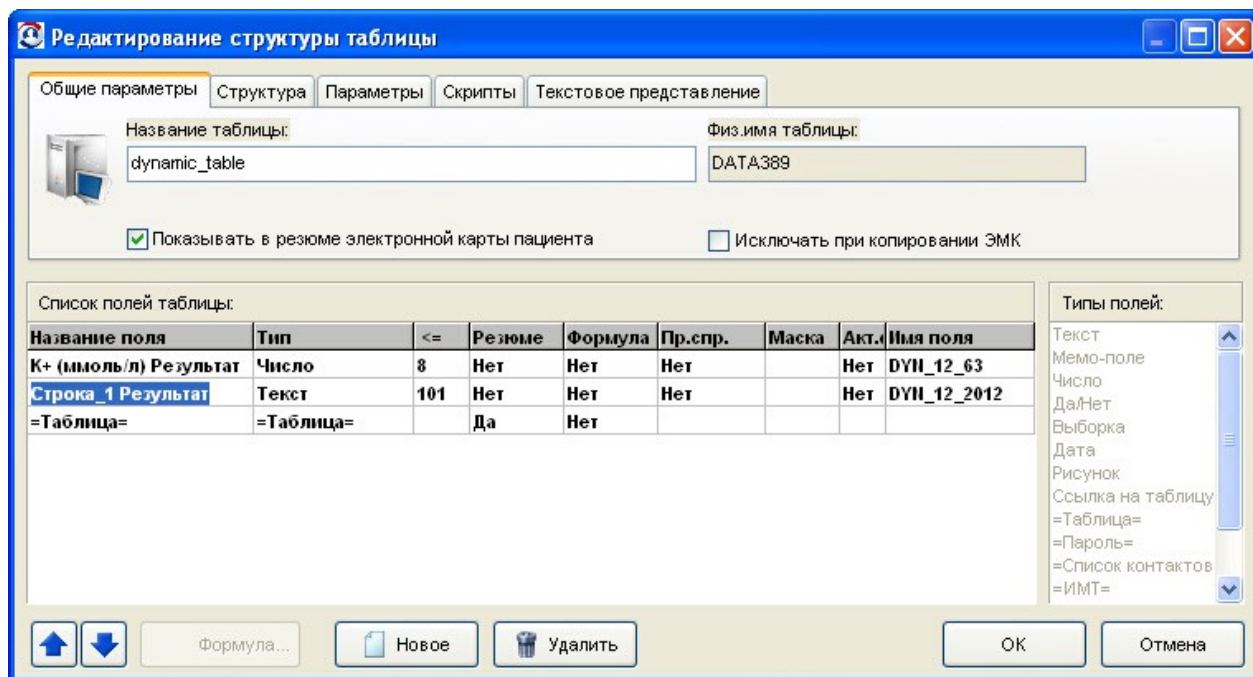 Редактирование структуры таблицы
Общие параметры Структура Параметры Скрипты Текстовое представление
Название таблицы: Физ.имя таблицы:
dynamic_table DATA389
Показывать в резюме электронной карты пациента Исключать при копировании ЭМК
Список полей таблицы: Типы полей:
Название поля Тип <= Резюме Формула Пр.спр. Маска Акт. Имя поля
K+ (ммоль/л) Результат Число 8 Нет Нет Нет Нет DYN_12_63
Строка_1 Результат Текст 101 Нет Нет Нет Нет DYN_12_2012
=Таблица= =Таблица= Да Нет
Текст
Мемо-поле
Число
Да/Нет
Выборка
Дата
Рисунок
Ссылка на таблицу
=Таблица=
=Пароль=
=Список контактов
=ИМТ=
Формула... Новое Удалить ОК Отмена